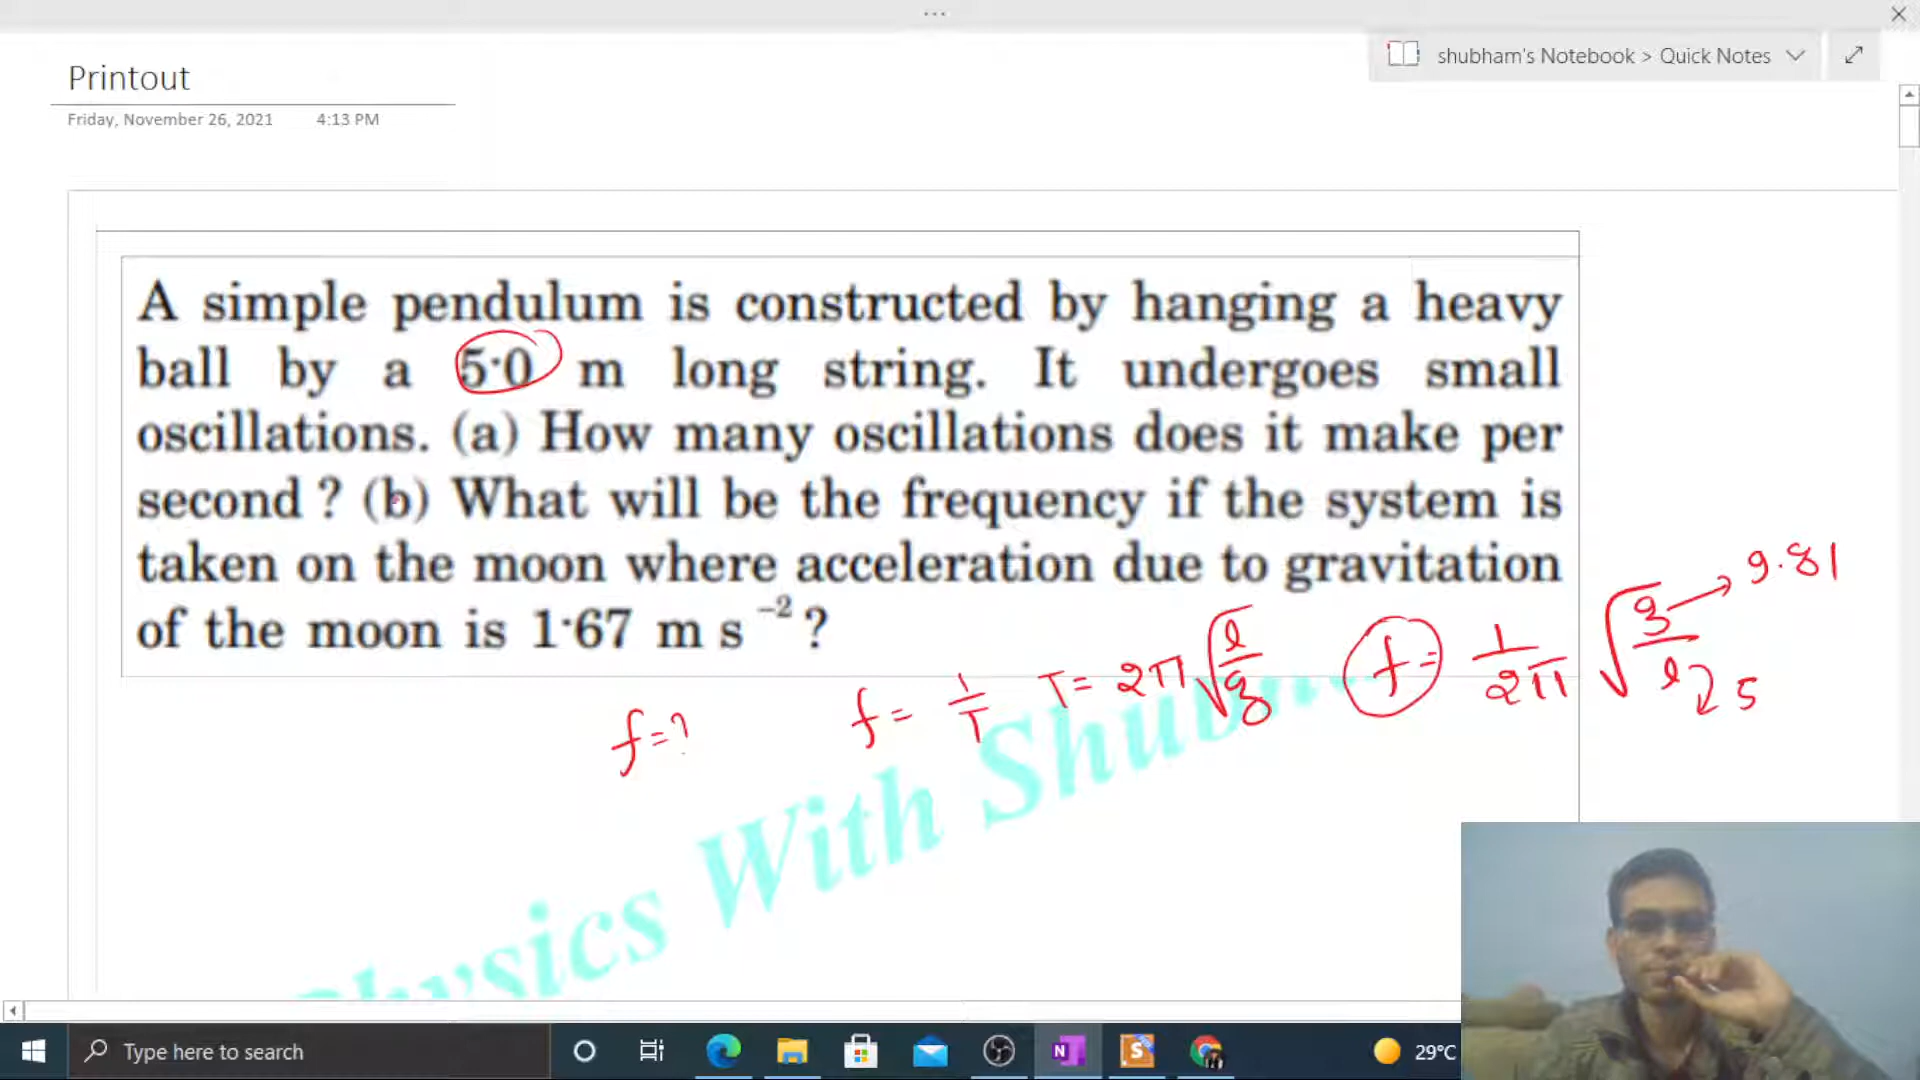 ...
shubham's Notebook > Quick Notes
Printout
Friday, November 26, 2021 4:13 PM
A simple pendulum is constructed by hanging a heavy
ball by a 5·0 m long string. It undergoes small
oscillations. (a) How many oscillations does it make per
second ? (b) What will be the frequency if the system is
taken on the moon where acceleration due to gravitation
of the moon is 1·67 m s⁻² ?
f=? f = 1/T T = 2π√(l/g) f = 1/2π √(g/l) → 9.81 → 5
Physics With Shub
Type here to search
29°C